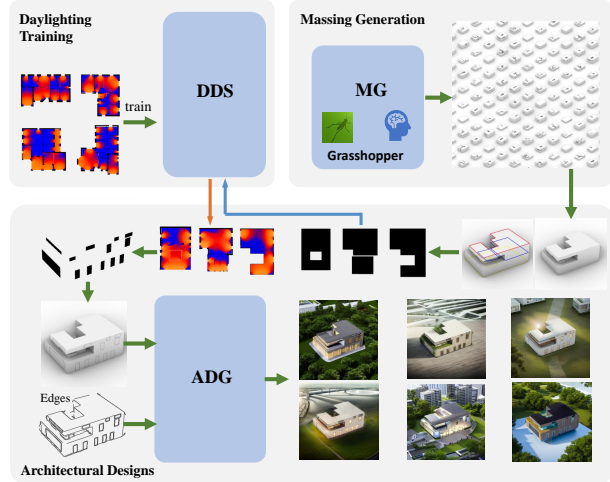 Daylighting
Training
train
DDS
Massing Generation
MG
Grasshopper
Edges
ADG
Architectural Designs